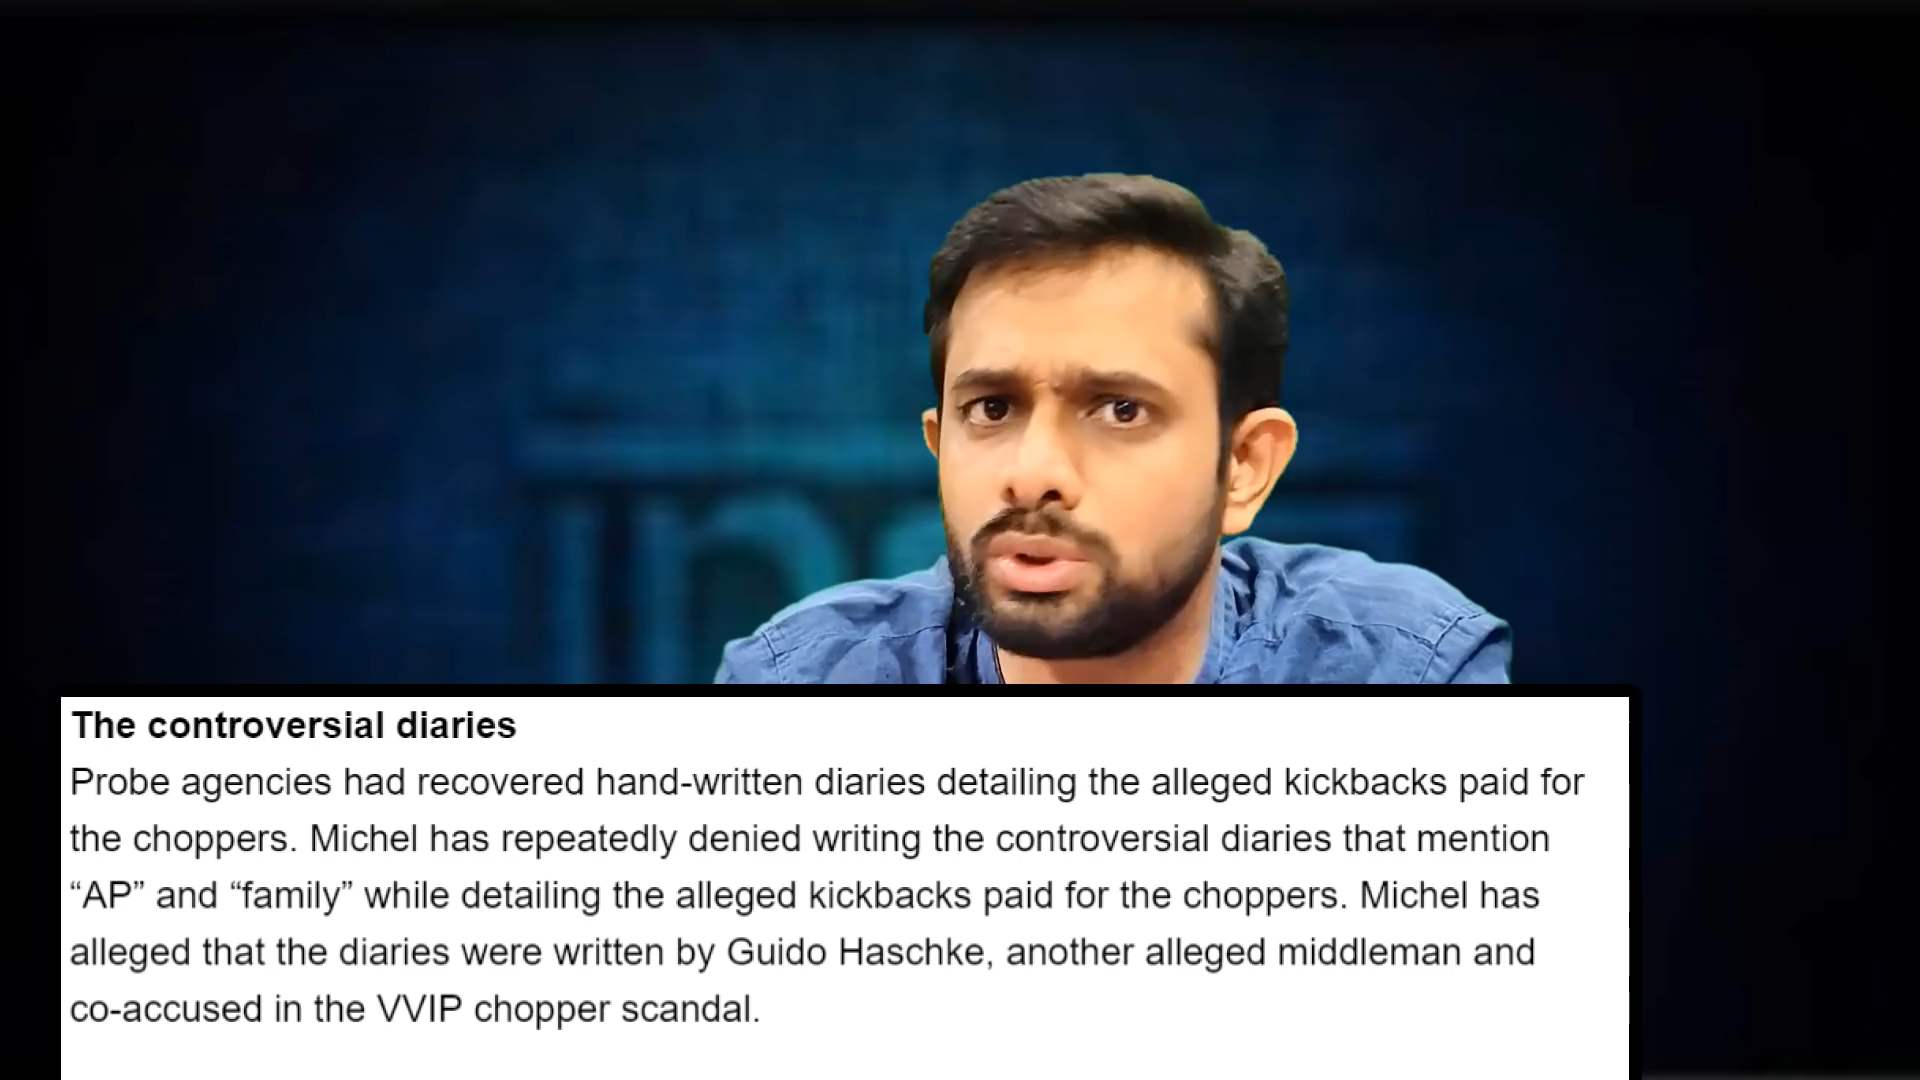 The controversial diaries
Probe agencies had recovered hand-written diaries detailing the alleged kickbacks paid for
the choppers. Michel has repeatedly denied writing the controversial diaries that mention
“AP” and “family” while detailing the alleged kickbacks paid for the choppers. Michel has
alleged that the diaries were written by Guido Haschke, another alleged middleman and
co-accused in the VVIP chopper scandal.